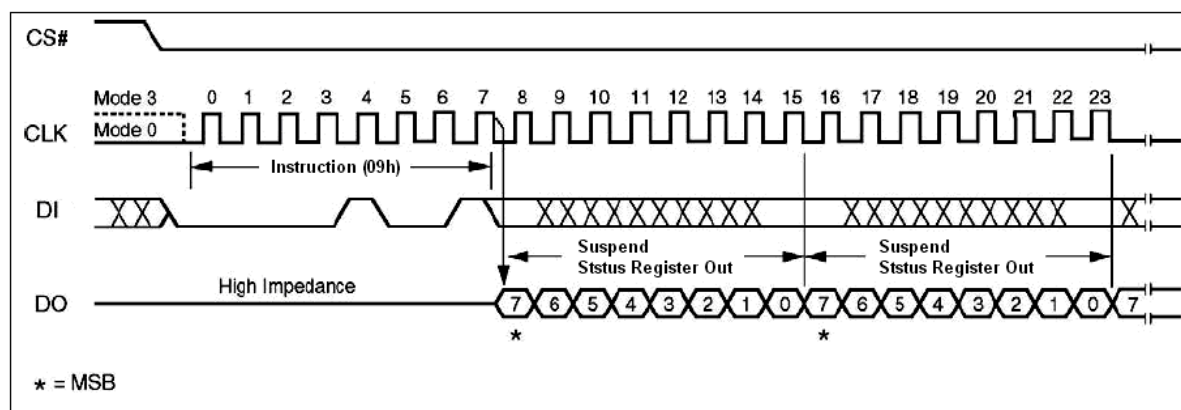 CS#
Mode 3
0 1 2 3 4 5 6 7 8 9 10 11 12 13 14 15 16 17 18 19 20 21 22 23
CLK
Mode 0
Instruction (09h)
DI
Suspend
Ststus Register Out
Suspend
Ststus Register Out
High Impedance
DO
7 6 5 4 3 2 1 0 7 6 5 4 3 2 1 0 7
* *
* = MSB